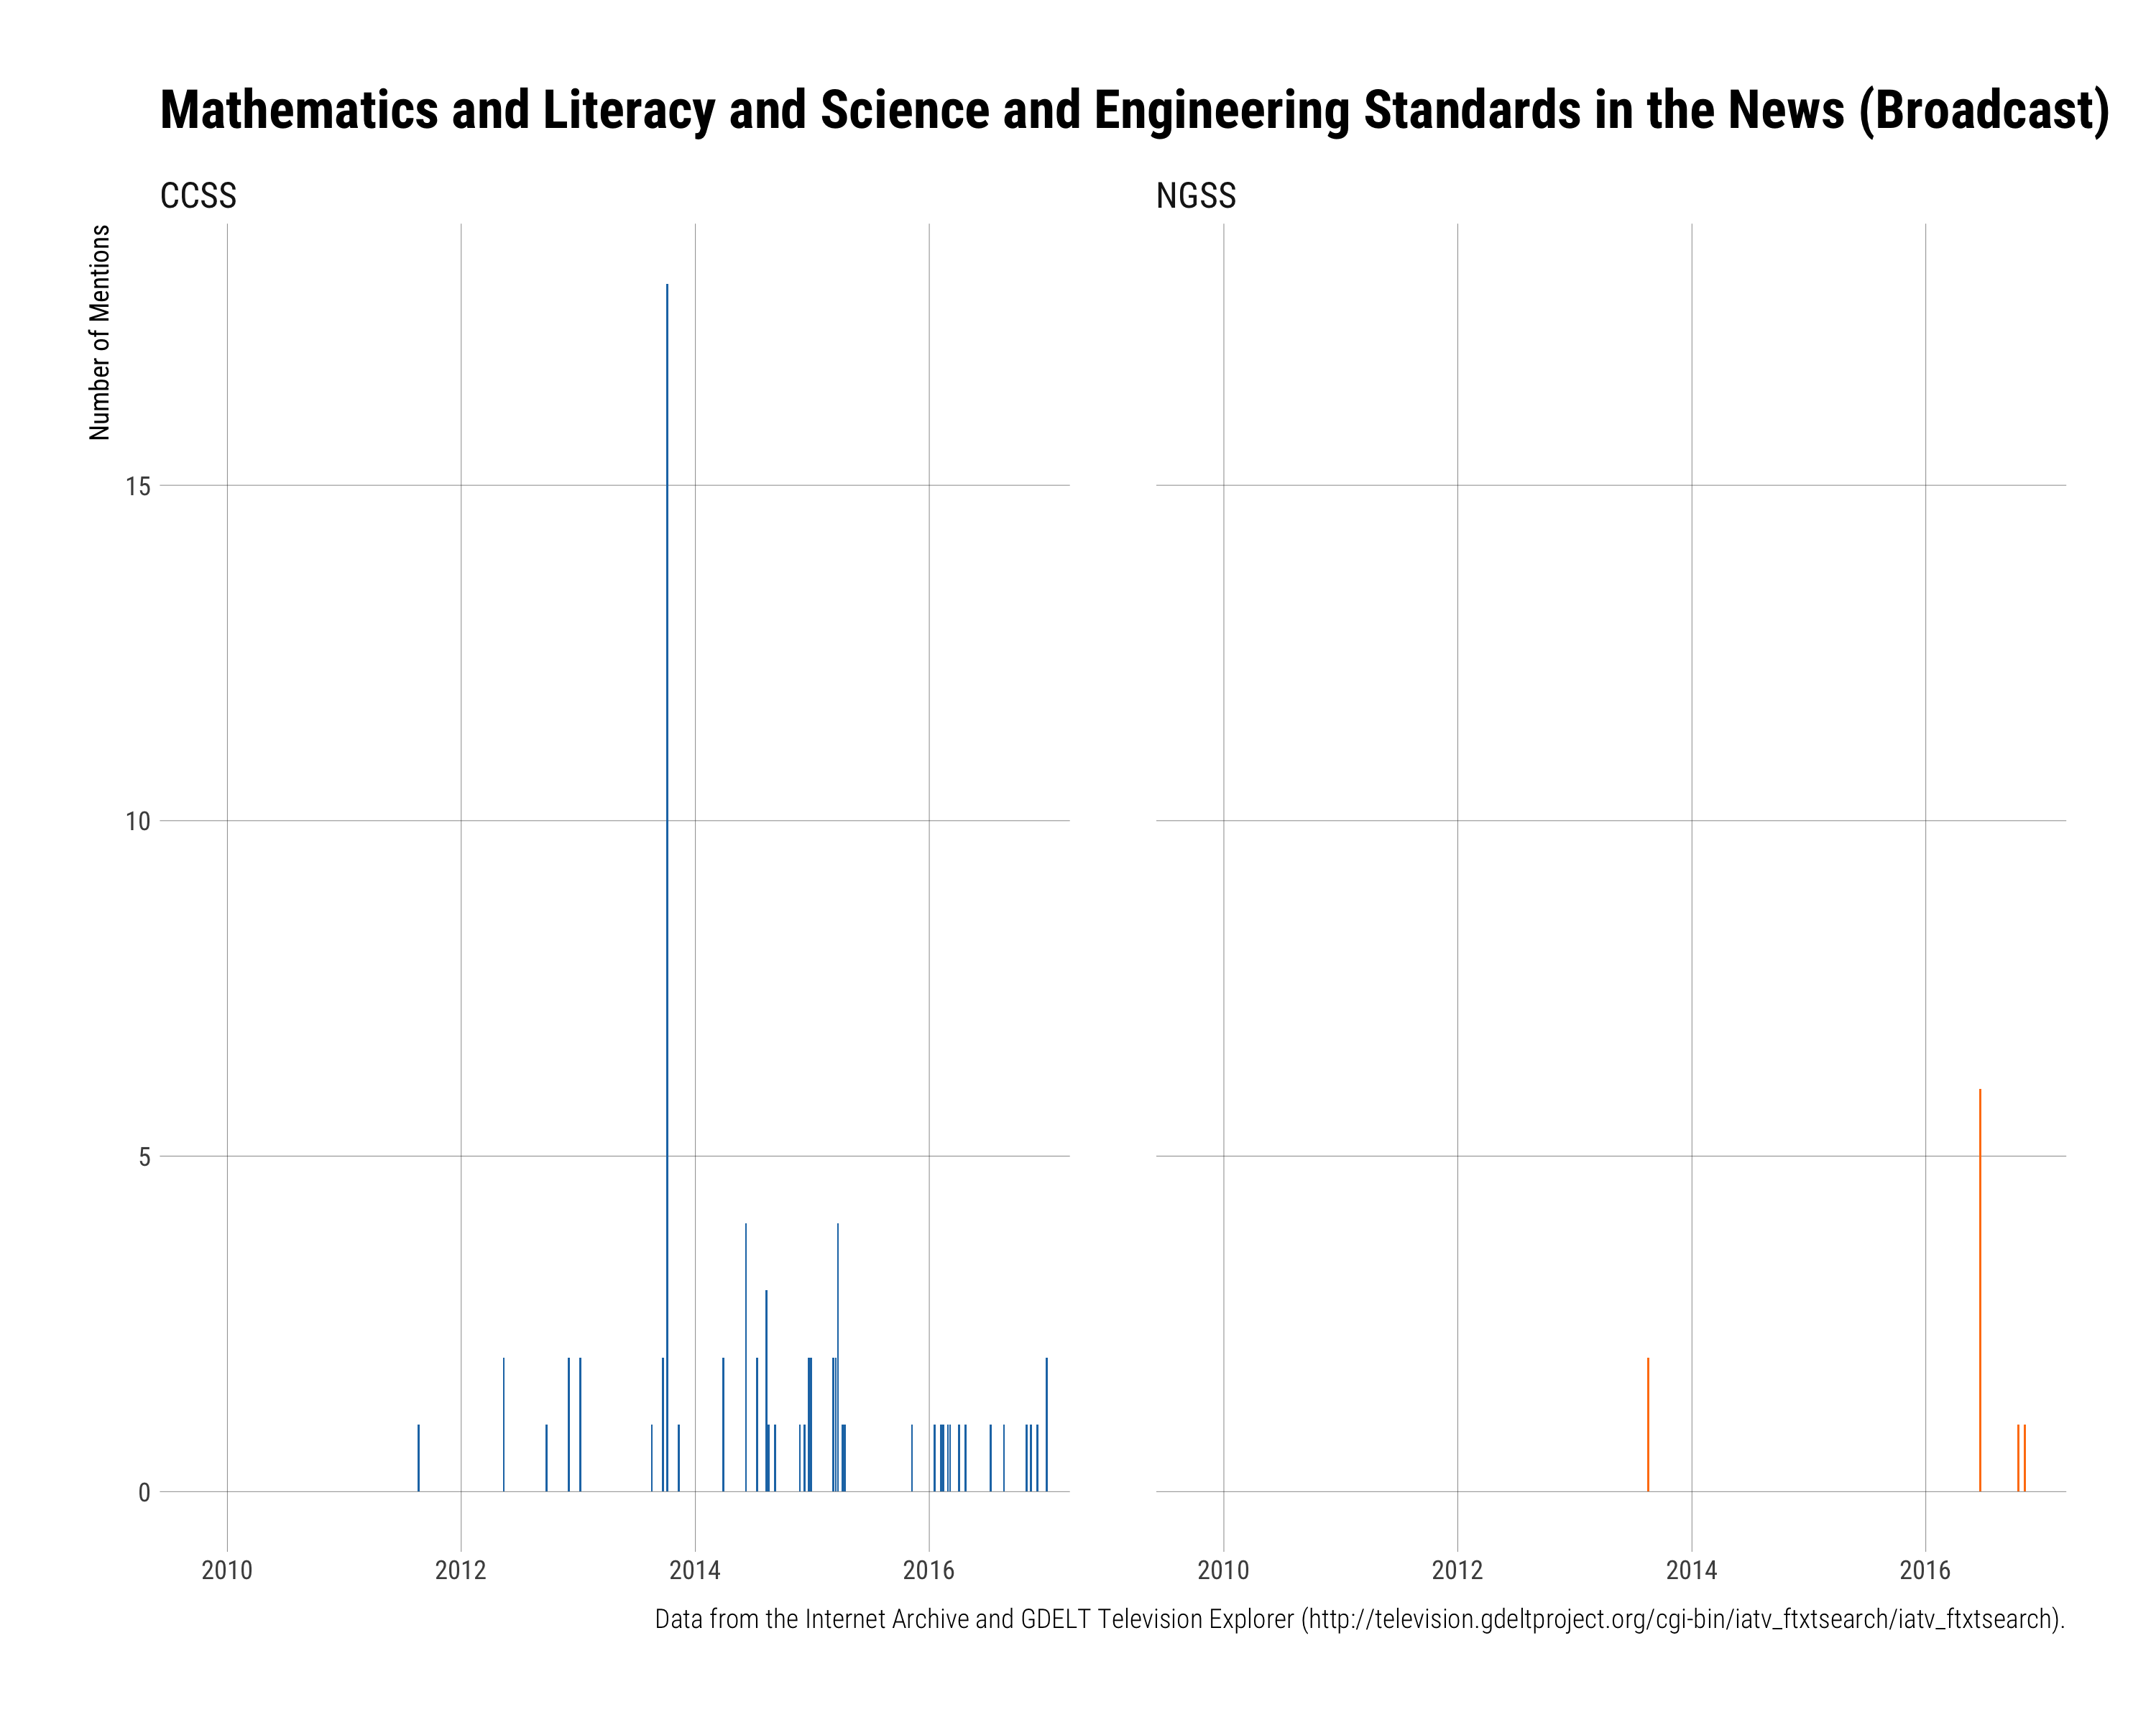 Mathematics and Literacy and Science and Engineering Standards in the News (Broadcast)
CCSS
NGSS
Number of Mentions
15
10
5
0
2010 2012 2014 2016
2010 2012 2014 2016
Data from the Internet Archive and GDELT Television Explorer (http://television.gdeltproject.org/cgi-bin/iatv_ftxtsearch/iatv_ftxtsearch).